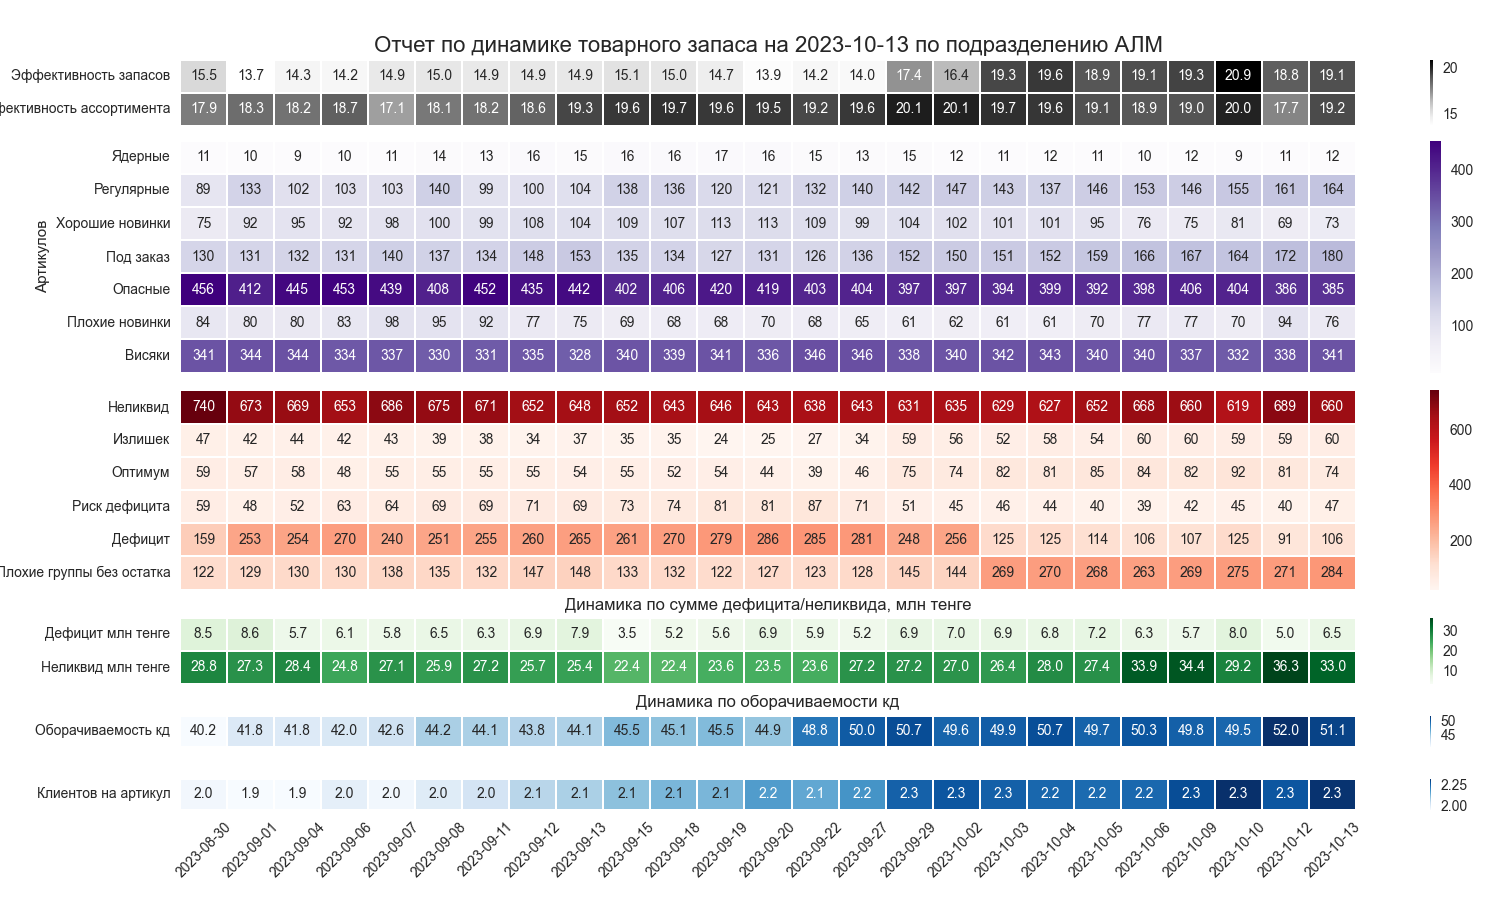 Отчет по динамике товарного запаса на 2023-10-13 по подразделению АЛМ
Эффективность запасов 15.5 13.7 14.3 14.2 14.9 15.0 14.9 14.9 14.9 15.1 15.0 14.7 13.9 14.2 14.0 17.4 16.4 19.3 19.6 18.9 19.1 19.3 20.9 18.8 19.1
фективность ассортимента 17.9 18.3 18.2 18.7 17.1 18.1 18.2 18.6 19.3 19.6 19.7 19.6 19.5 19.2 19.6 20.1 20.1 19.7 19.6 19.1 18.9 19.0 20.0 17.7 19.2
20
15
Артикулов
Ядерные 11 10 9 10 11 14 13 16 15 16 16 17 16 15 13 15 12 11 12 11 10 12 9 11 12
Регулярные 89 133 102 103 103 140 99 100 104 138 136 120 121 132 140 142 147 143 137 146 153 146 155 161 164
Хорошие новинки 75 92 95 92 98 100 99 108 104 109 107 113 113 109 99 104 102 101 101 95 76 75 81 69 73
Под заказ 130 131 132 131 140 137 134 148 153 135 134 127 131 126 136 152 150 151 152 159 166 167 164 172 180
Опасные 456 412 445 453 439 408 452 435 442 402 406 420 419 403 404 397 397 394 399 392 398 406 404 386 385
Плохие новинки 84 80 80 83 98 95 92 77 75 69 68 68 70 68 65 61 62 61 61 70 77 77 70 94 76
Висяки 341 344 344 334 337 330 331 335 328 340 339 341 336 346 346 338 340 342 343 340 340 337 332 338 341
400
300
200
100
Неликвид 740 673 669 653 686 675 671 652 648 652 643 646 643 638 643 631 635 629 627 652 668 660 619 689 660
Излишек 47 42 44 42 43 39 38 34 37 35 35 24 25 27 34 59 56 52 58 54 60 60 59 59 60
Оптимум 59 57 58 48 55 55 55 55 54 55 52 54 44 39 46 75 74 82 81 85 84 82 92 81 74
Риск дефицита 59 48 52 63 64 69 69 71 69 73 74 81 81 87 71 51 45 46 44 40 39 42 45 40 47
Дефицит 159 253 254 270 240 251 255 260 265 261 270 279 286 285 281 248 256 125 125 114 106 107 125 91 106
Плохие группы без остатка 122 129 130 130 138 135 132 147 148 133 132 122 127 123 128 145 144 269 270 268 263 269 275 271 284
600
400
200
Динамика по сумме дефицита/неликвида, млн тенге
Дефицит млн тенге 8.5 8.6 5.7 6.1 5.8 6.5 6.3 6.9 7.9 3.5 5.2 5.6 6.9 5.9 5.2 6.9 7.0 6.9 6.8 7.2 6.3 5.7 8.0 5.0 6.5
Неликвид млн тенге 28.8 27.3 28.4 24.8 27.1 25.9 27.2 25.7 25.4 22.4 22.4 23.6 23.5 23.6 27.2 27.2 27.0 26.4 28.0 27.4 33.9 34.4 29.2 36.3 33.0
30
20
10
Динамика по оборачиваемости кд
Оборачиваемость кд 40.2 41.8 41.8 42.0 42.6 44.2 44.1 43.8 44.1 45.5 45.1 45.5 44.9 48.8 50.0 50.7 49.6 49.9 50.7 49.7 50.3 49.8 49.5 52.0 51.1
50
45
Клиентов на артикул 2.0 1.9 1.9 2.0 2.0 2.0 2.0 2.1 2.1 2.1 2.1 2.1 2.2 2.1 2.2 2.3 2.3 2.3 2.2 2.2 2.2 2.3 2.3 2.3 2.3
2.25
2.00
2023-08-30 2023-09-01 2023-09-04 2023-09-06 2023-09-07 2023-09-08 2023-09-11 2023-09-12 2023-09-13 2023-09-15 2023-09-18 2023-09-19 2023-09-20 2023-09-22 2023-09-27 2023-09-29 2023-10-02 2023-10-03 2023-10-04 2023-10-05 2023-10-06 2023-10-09 2023-10-10 2023-10-12 2023-10-13